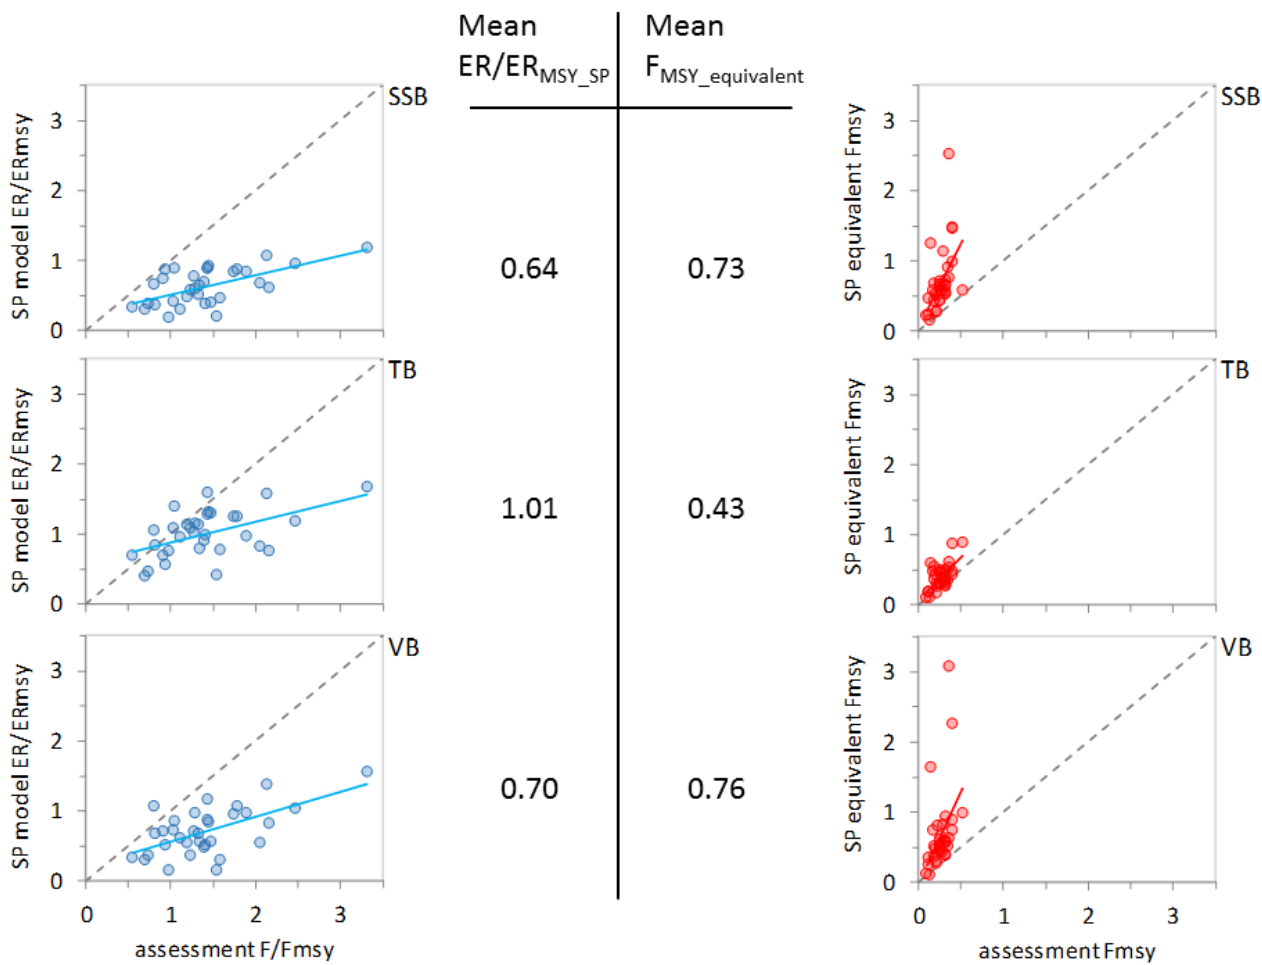 Mean
ER/ERMSY_SP
Mean
FMSY_equivalent
SSB
SP model ER/ERmsy
3
2
1
0
0.64
0.73
SSB
SP equivalent Fmsy
3
2
1
0
TB
SP model ER/ERmsy
3
2
1
0
1.01
0.43
TB
SP equivalent Fmsy
3
2
1
0
VB
SP model ER/ERmsy
3
2
1
0
0 1 2 3
assessment F/Fmsy
0.70
0.76
VB
SP equivalent Fmsy
3
2
1
0
0 1 2 3
assessment Fmsy